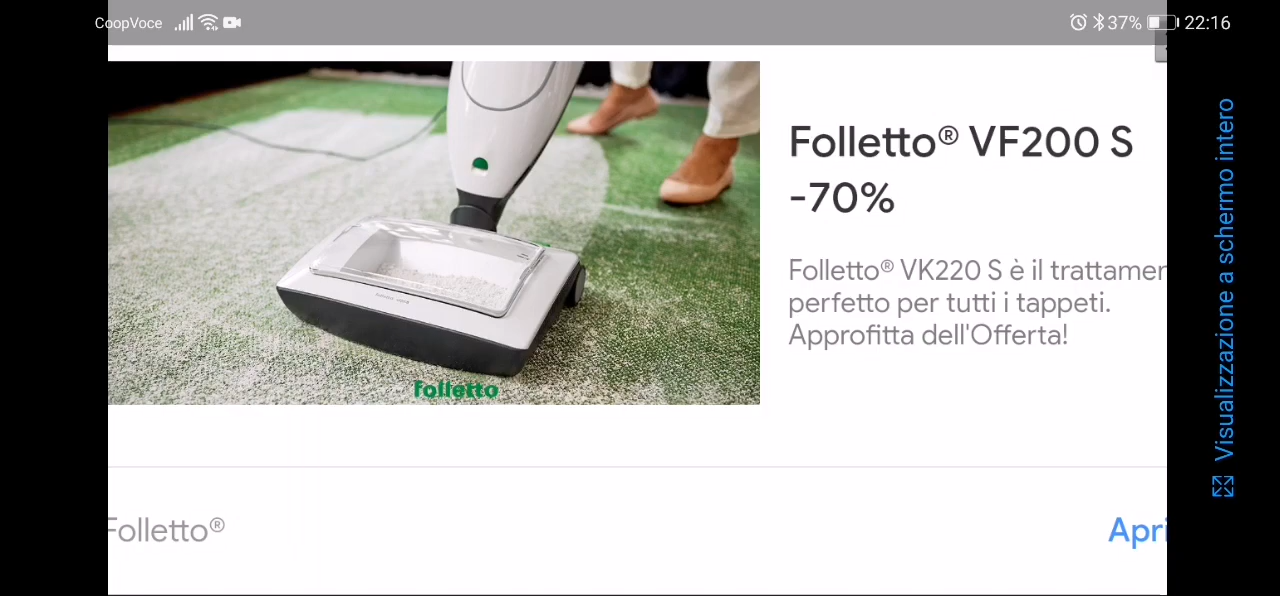 CoopVoce
37%
22:16
Folletto® VF200 S
-70%
Folletto® VK220 S è il trattamen
perfetto per tutti i tappeti.
Approfitta dell'Offerta!
folletto
Folletto®
Apri
Visualizzazione a schermo intero